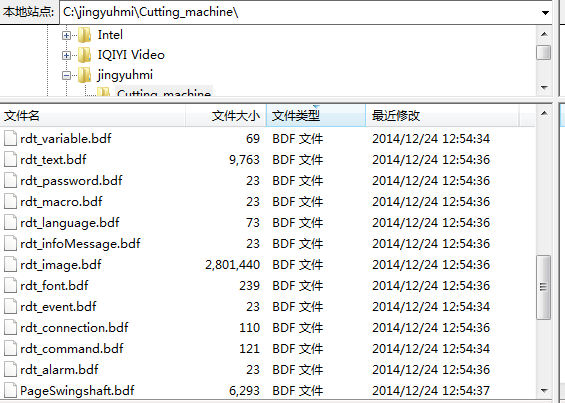 本地站点: C:\jingyuhmi\Cutting_machine\
Intel
IQIYI Video
jingyuhmi
Cutting_machine
文件名 文件大小 文件类型 最近修改
rdt_variable.bdf 69 BDF 文件 2014/12/24 12:54:34
rdt_text.bdf 9,763 BDF 文件 2014/12/24 12:54:36
rdt_password.bdf 23 BDF 文件 2014/12/24 12:54:36
rdt_macro.bdf 23 BDF 文件 2014/12/24 12:54:36
rdt_language.bdf 73 BDF 文件 2014/12/24 12:54:36
rdt_infoMessage.bdf 23 BDF 文件 2014/12/24 12:54:36
rdt_image.bdf 2,801,440 BDF 文件 2014/12/24 12:54:36
rdt_font.bdf 239 BDF 文件 2014/12/24 12:54:36
rdt_event.bdf 23 BDF 文件 2014/12/24 12:54:34
rdt_connection.bdf 110 BDF 文件 2014/12/24 12:54:36
rdt_command.bdf 121 BDF 文件 2014/12/24 12:54:34
rdt_alarm.bdf 23 BDF 文件 2014/12/24 12:54:36
PageSwingshaft.bdf 6,293 BDF 文件 2014/12/24 12:54:37